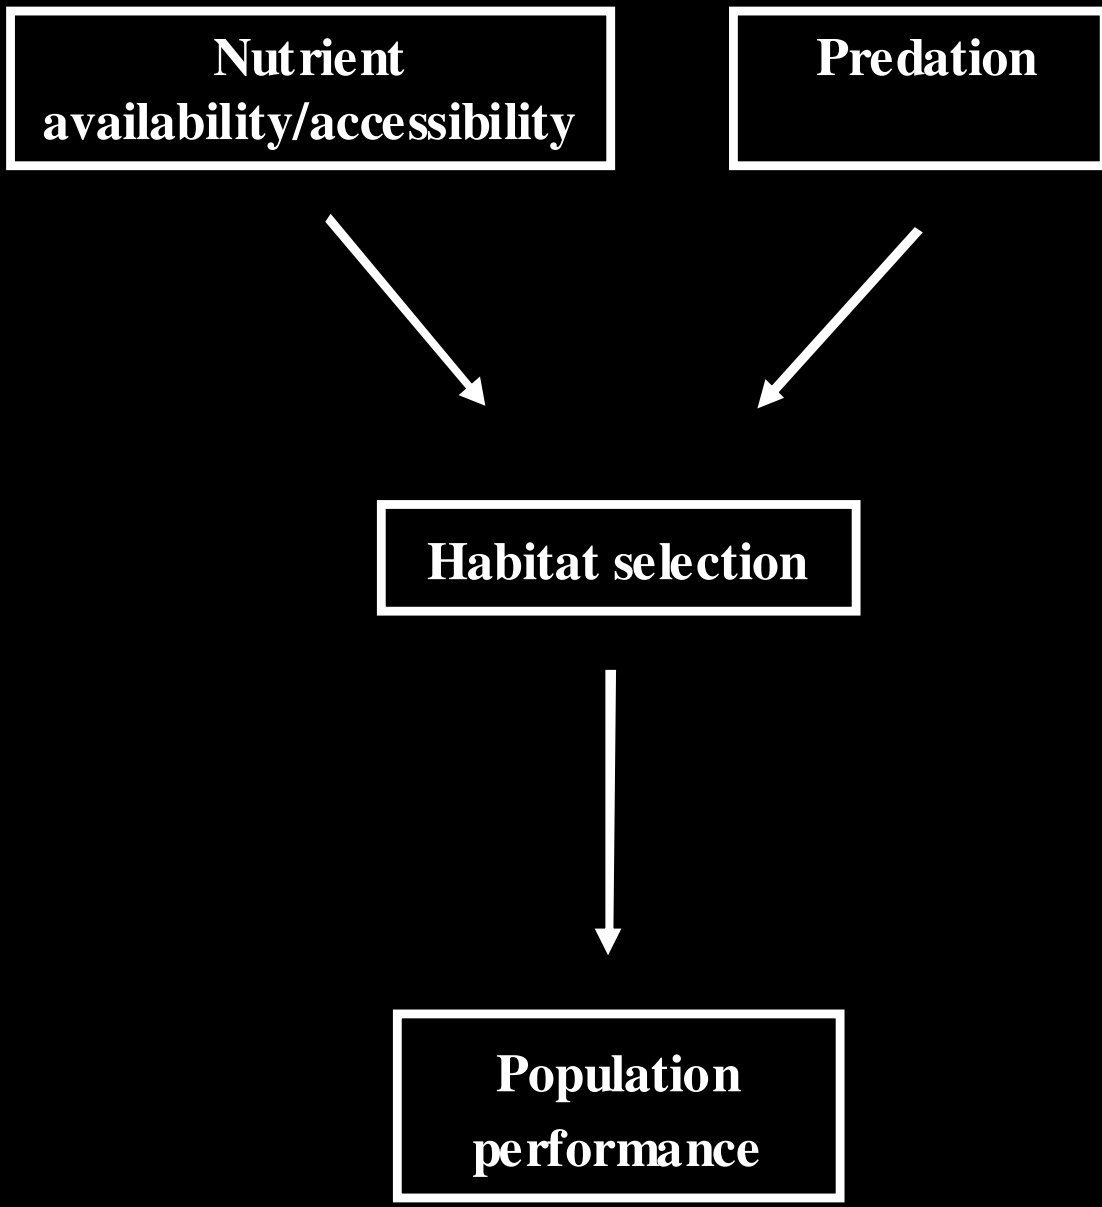 Nutrient
availability/accessibility
Predation
Habitat selection
Population
performance